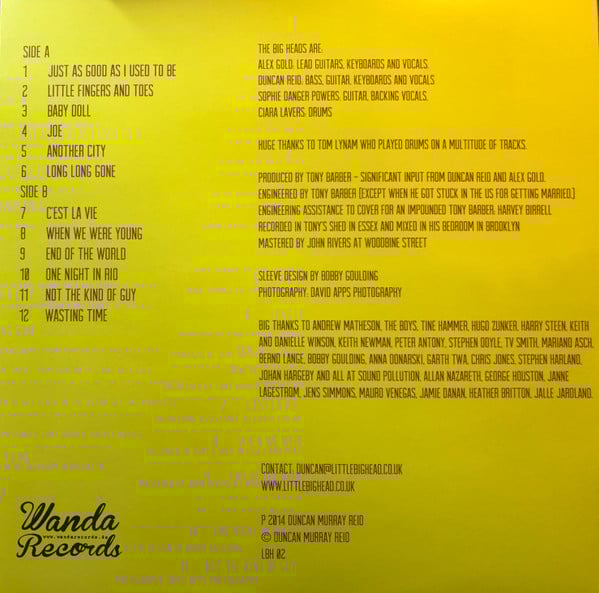 SIDE A
1 JUST AS GOOD AS I USED TO BE
2 LITTLE FINGERS AND TOES
3 BABY DOLL
4 JOE
5 ANOTHER CITY
6 LONG LONG GONE
SIDE B
7 C'EST LA VIE
8 WHEN WE WERE YOUNG
9 END OF THE WORLD
10 ONE NIGHT IN RIO
11 NOT THE KIND OF GUY
12 WASTING TIME
THE BIG HEADS ARE:
ALEX GOLD, LEAD GUITARS, KEYBOARDS AND VOCALS.
DUNCAN REID, BASS, GUITAR, KEYBOARDS AND VOCALS
SOPHIE DANGER POWERS; GUITAR, BACKING VOCALS.
CIARA LAVERS; DRUMS
HUGE THANKS TO TOM LYNAM WHO PLAYED DRUMS ON A MULTITUDE OF TRACKS.
PRODUCED BY TONY BARBER – SIGNIFICANT INPUT FROM DUNCAN REID AND ALEX GOLD.
ENGINEERED BY TONY BARBER (EXCEPT WHEN HE GOT STUCK IN THE US FOR GETTING MARRIED.)
ENGINEERING ASSISTANCE TO COVER FOR AN IMPOUNDED TONY BARBER: HARVEY BIRRELL
RECORDED IN TONY'S SHED IN ESSEX AND MIXED IN HIS BEDROOM IN BROOKLYN
MASTERED BY JOHN RIVERS AT WOODBINE STREET
SLEEVE DESIGN BY BOBBY GOULDING
PHOTOGRAPHY: DAVID APPS PHOTOGRAPHY
BIG THANKS TO ANDREW MATHESON, THE BOYS, TINE HAMMER, HUGO ZUNKER, HARRY STEEN, KEITH
AND DANIELLE WINSON, KEITH NEWMAN, PETER ANTONY, STEPHEN DOYLE, TV SMITH, MARIANO ASCH,
BERND LANGE, BOBBY GOULDING, ANNA DONARSKI, GARTH TWA, CHRIS JONES, STEPHEN HARLAND,
JOHAN HARGEBY AND ALL AT SOUND POLLUTION, ALLAN NAZARETH, GEORGE HOUSTON, JANNE
LAGESTROM, JENS SIMMONS, MAURO VENEGAS, JAMIE DANAN, HEATHER BRITTON, JALLE JARDLAND.
CONTACT: DUNCAN@LITTLEBIGHEAD.CO.UK
WWW.LITTLEBIGHEAD.CO.UK
P 2014 DUNCAN MURRAY REID
© DUNCAN MURRAY REID
LBH 02
Wanda
www.wandarecords.de
Records